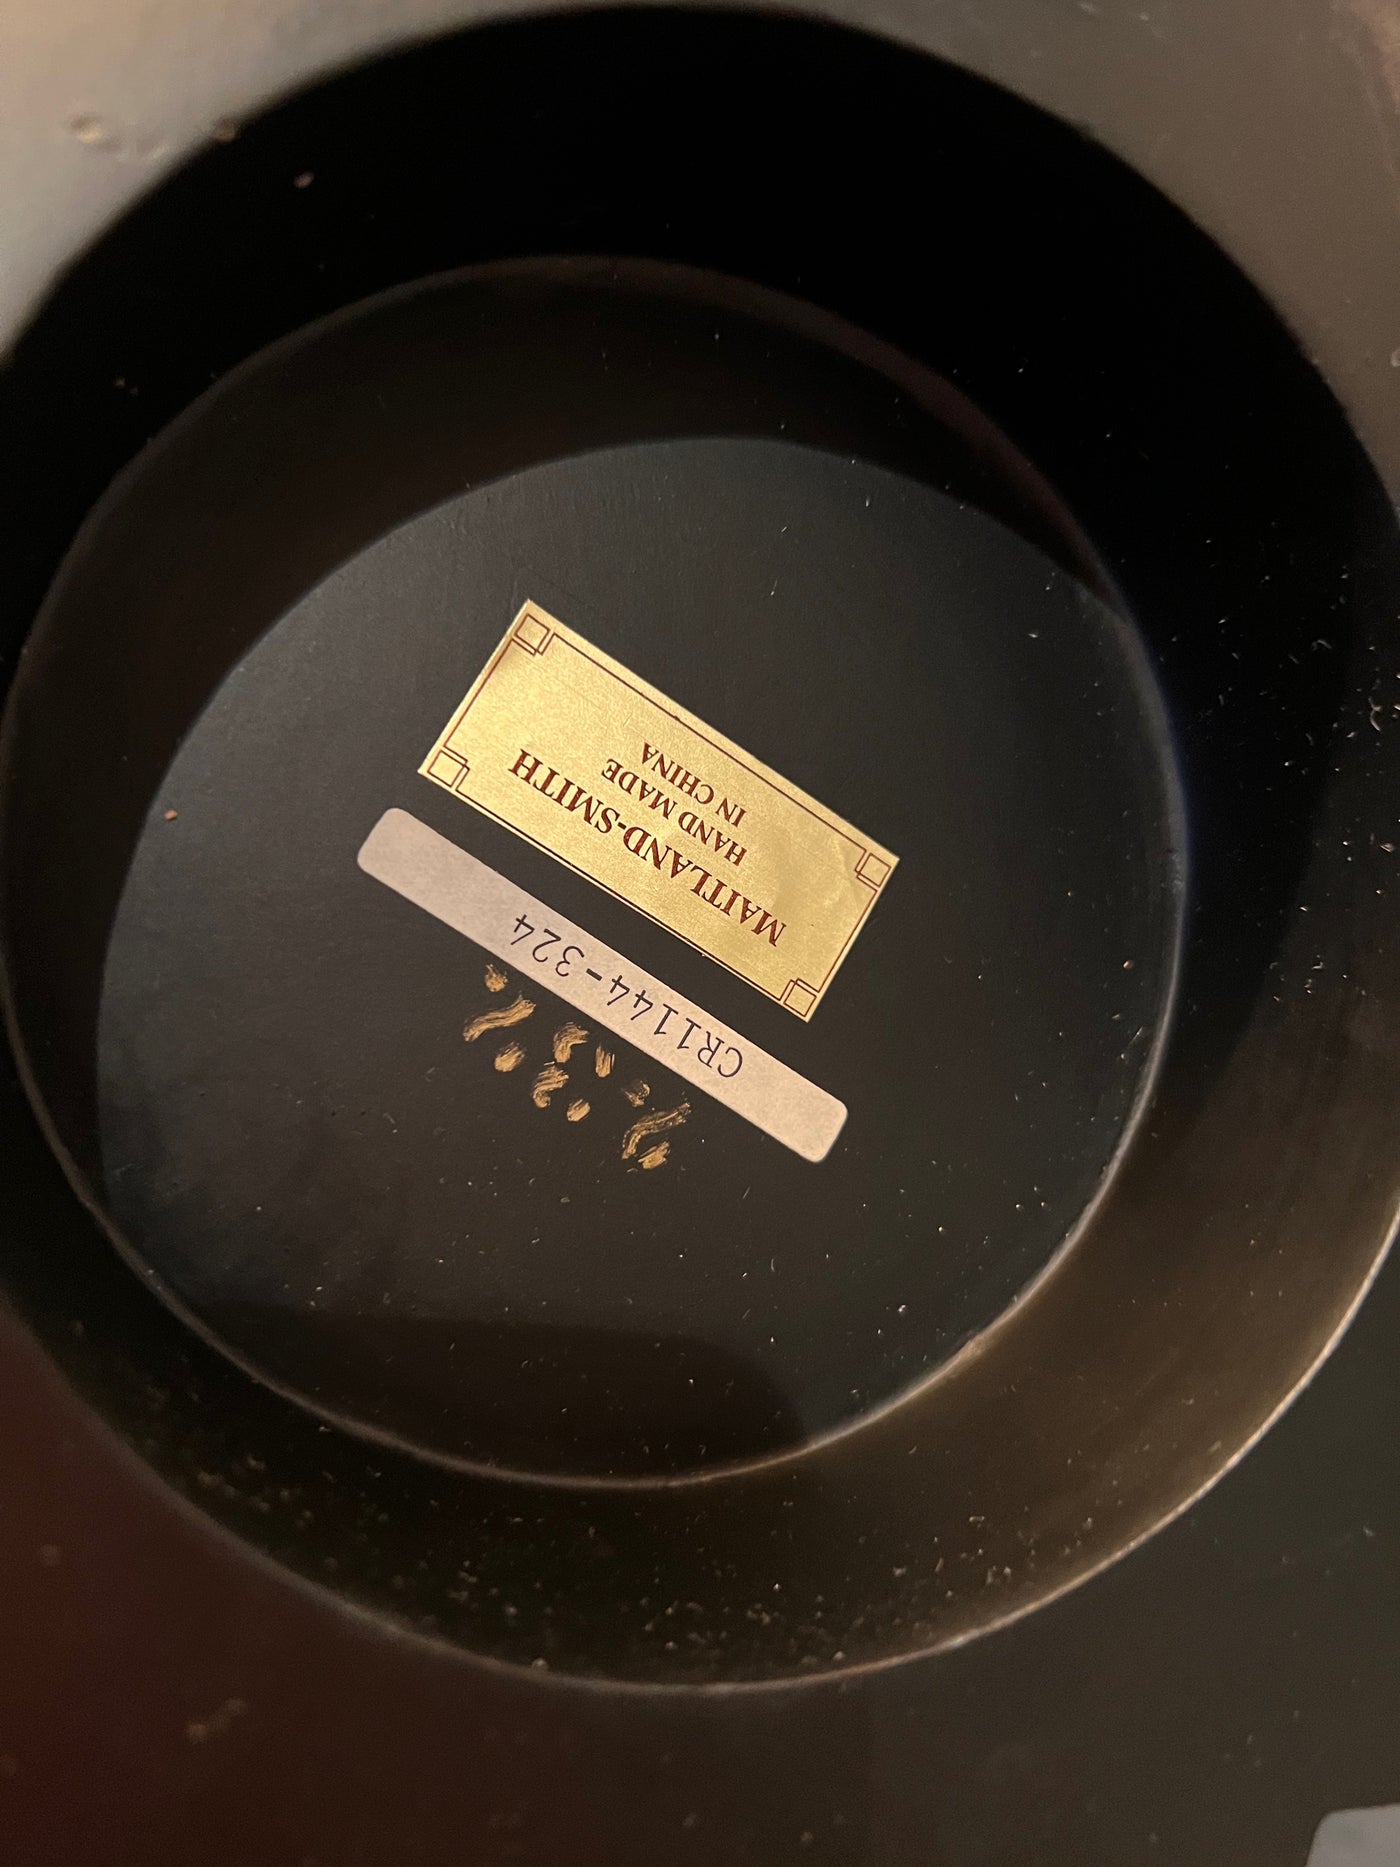 MAITLAND-SMITH
HAND MADE
IN CHINA
CR1144-324